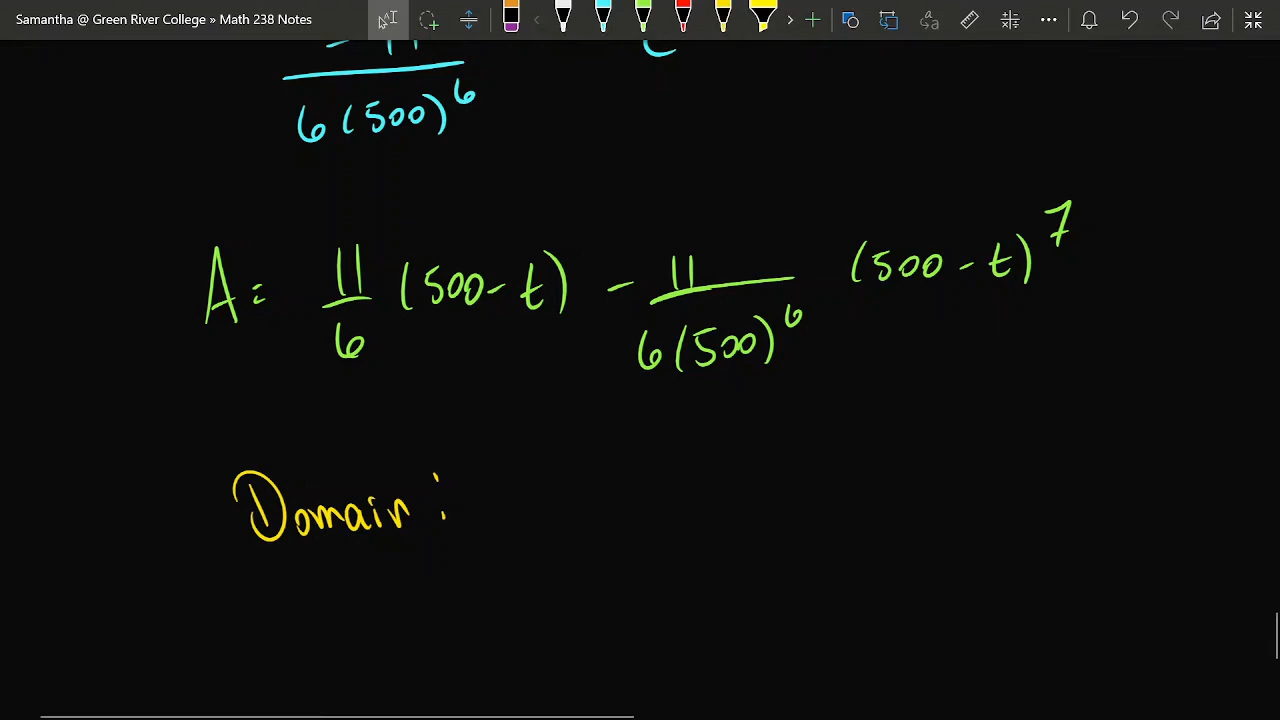 Samantha @ Green River College » Math 238 Notes
6(500)^6
A = 11/6 (500 - t) - 11/(6(500)^6) (500 - t)^7
Domain :